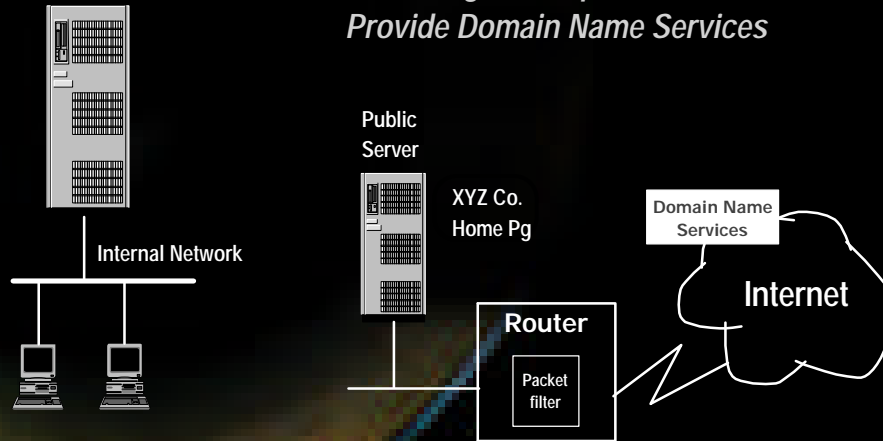 Provide Domain Name Services
Public
Server
XYZ Co.
Home Pg
Domain Name
Services
Internal Network
Internet
Router
Packet
filter